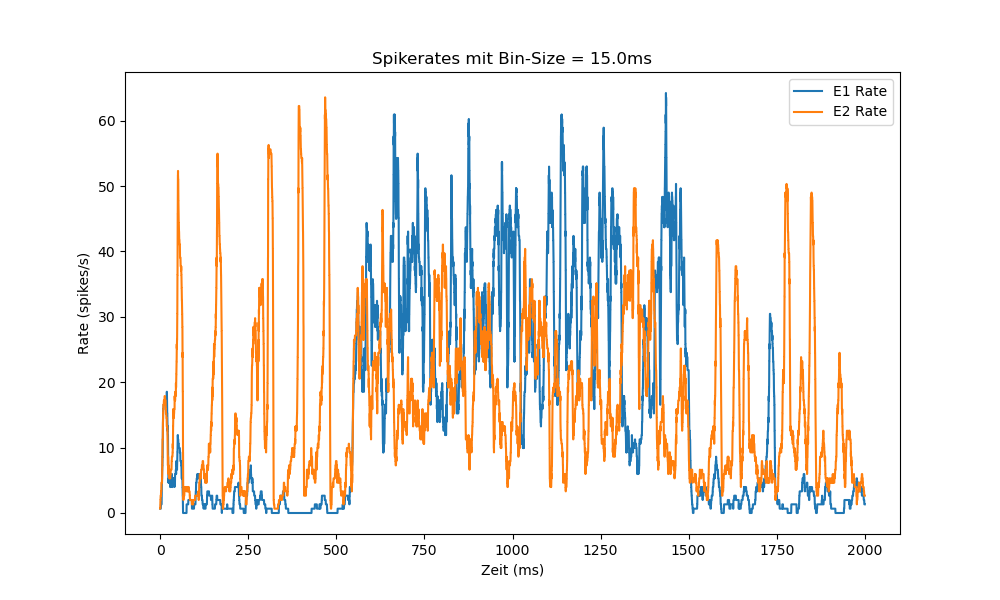 Spikerates mit Bin-Size = 15.0ms
E1 Rate
E2 Rate
Rate (spikes/s)
60
50
40
30
20
10
0
0 250 500 750 1000 1250 1500 1750 2000
Zeit (ms)